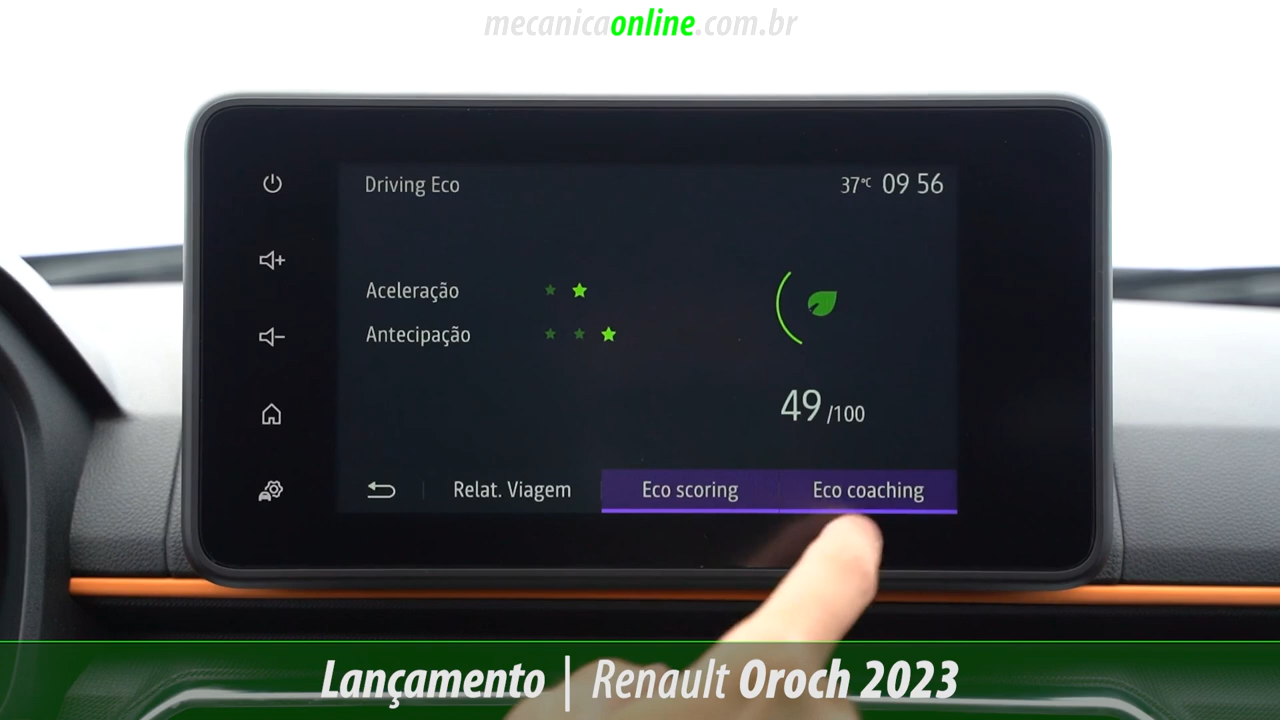 mecanicaonline.com.br
Driving Eco
37°C 09 56
Aceleração
Antecipação
49/100
Relat. Viagem
Eco scoring
Eco coaching
Lançamento | Renault Oroch 2023